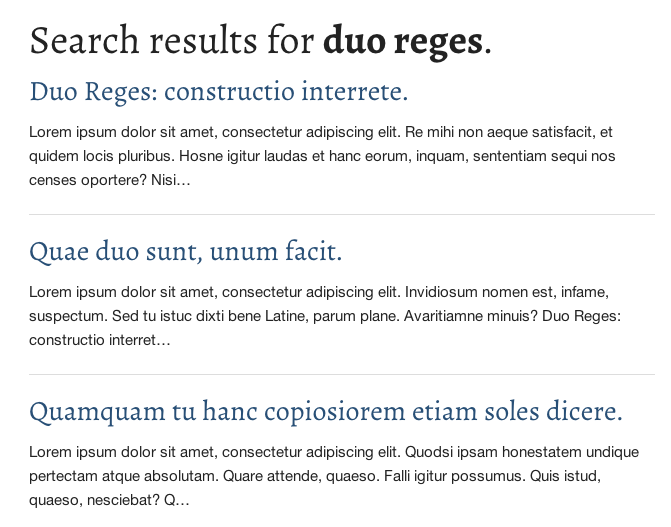 Search results for duo reges.
Duo Reges: constructio interrete.
Lorem ipsum dolor sit amet, consectetur adipiscing elit. Re mihi non aeque satisfacit, et
quidem locis pluribus. Hosne igitur laudas et hanc eorum, inquam, sententiam sequi nos
censes oportere? Nisi…
Quae duo sunt, unum facit.
Lorem ipsum dolor sit amet, consectetur adipiscing elit. Invidiosum nomen est, infame,
suspectum. Sed tu istuc dixti bene Latine, parum plane. Avaritiamne minuis? Duo Reges:
constructio interret…
Quamquam tu hanc copiosiorem etiam soles dicere.
Lorem ipsum dolor sit amet, consectetur adipiscing elit. Quodsi ipsam honestatem undique
pertectam atque absolutam. Quare attende, quaeso. Falli igitur possumus. Quis istud,
quaeso, nesciebat? Q…